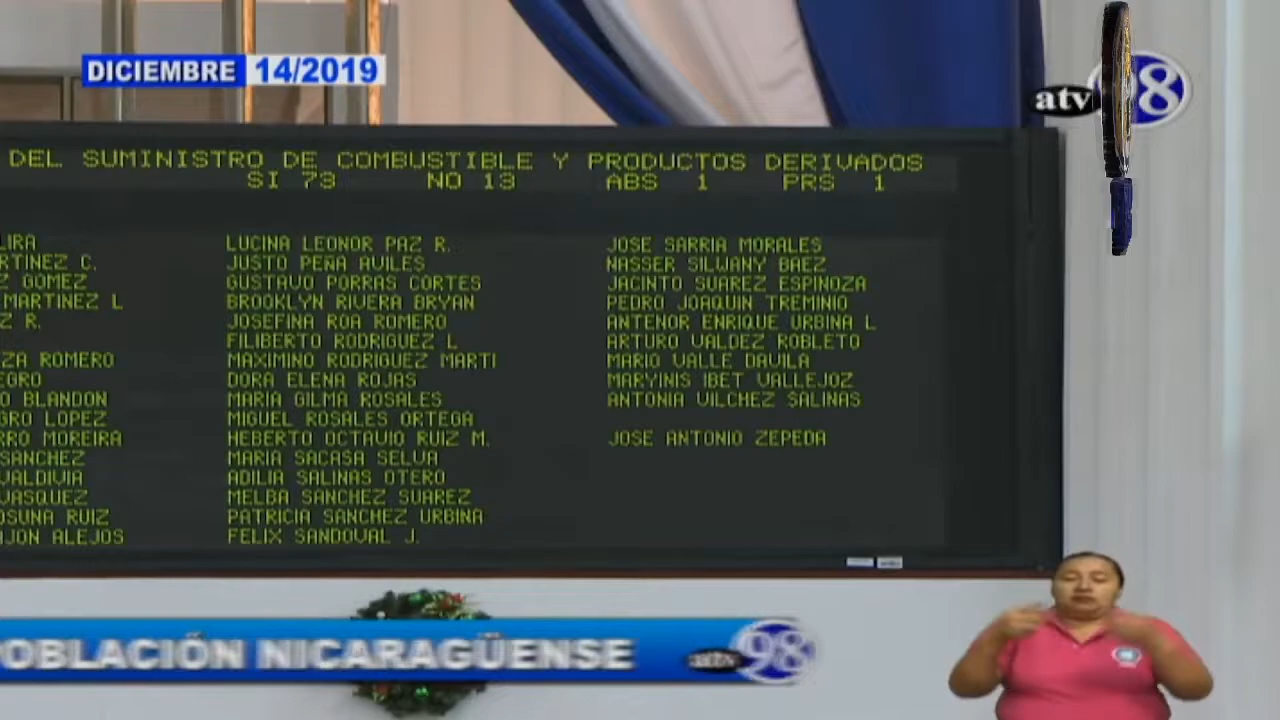 DICIEMBRE 14/2019
atv 98
DEL SUMINISTRO DE COMBUSTIBLE Y PRODUCTOS DERIVADOS
SI 73 NO 13 ABS 1 PRS 1
LIRA LUCINA LEONOR PAZ R. JOSE SARRIA MORALES
RTINEZ C. JUSTO PEÑA AVILES NASSER SILWANY BAEZ
Z GOMEZ GUSTAVO PORRAS CORTES JACINTO SUAREZ ESPINOZA
MARTINEZ L BROOKLYN RIVERA BRYAN PEDRO JOAQUIN TREMINIO
Z R. JOSEFINA ROA ROMERO ANTENOR ENRIQUE URBINA L
FILIBERTO RODRIGUEZ L ARTURO VALDEZ ROBLETO
ZA ROMERO MAXIMINO RODRIGUEZ MARTI MARIO VALLE DAVILA
EGRO DORA ELENA ROJAS MARYINIS IBET VALLEJOZ
O BLANDON MARIA GILMA ROSALES ANTONIA VILCHEZ SALINAS
GRO LOPEZ MIGUEL ROSALES ORTEGA
RRO MOREIRA HEBERTO OCTAVIO RUIZ M. JOSE ANTONIO ZEPEDA
SANCHEZ MARIA SACASA SELVA
VALDIVIA ADILIA SALINAS OTERO
VASQUEZ MELBA SANCHEZ SUAREZ
OSUNA RUIZ PATRICIA SANCHEZ URBINA
JON ALEJOS FELIX SANDOVAL J.
OBLACIÓN NICARAGÜENSE atv 98